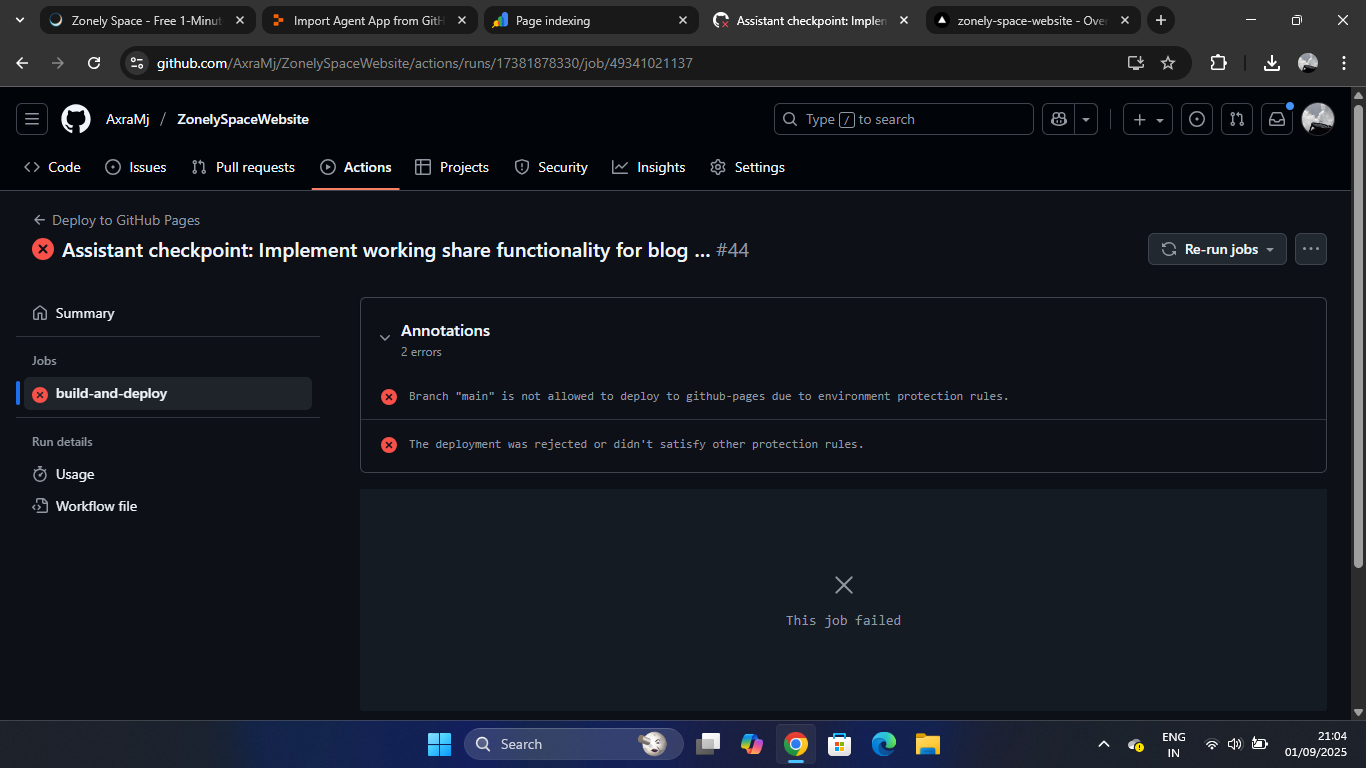 Zonely Space - Free 1-Minut
Import Agent App from GitH
Page indexing
Assistant checkpoint: Implem
zonely-space-website - Over
github.com/AxraMj/ZonelySpaceWebsite/actions/runs/17381878330/job/49341021137
AxraMj / ZonelySpaceWebsite
Type / to search
Code
Issues
Pull requests
Actions
Projects
Security
Insights
Settings
Deploy to GitHub Pages
Assistant checkpoint: Implement working share functionality for blog ... #44
Re-run jobs
Summary
Jobs
build-and-deploy
Run details
Usage
Workflow file
Annotations
2 errors
Branch "main" is not allowed to deploy to github-pages due to environment protection rules.
The deployment was rejected or didn't satisfy other protection rules.
This job failed
Search
ENG
IN
21:04
01/09/2025